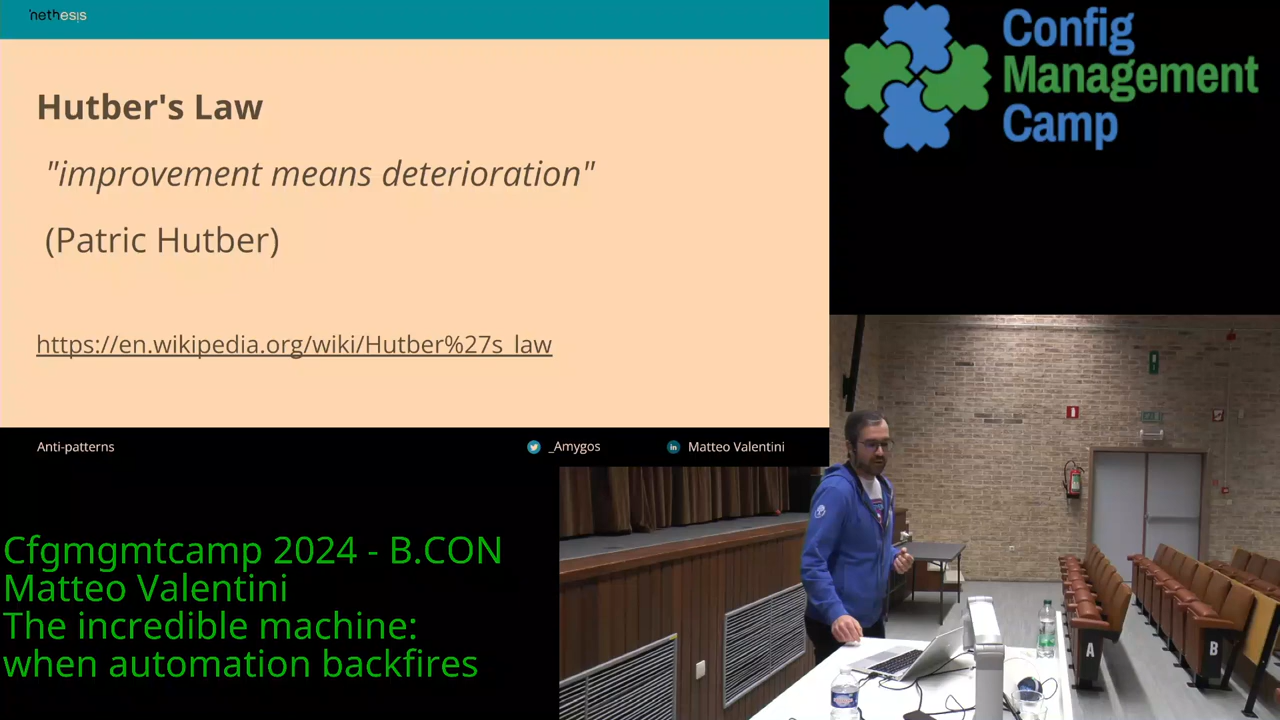 nethesis
Hutber's Law
"improvement means deterioration"
(Patric Hutber)
https://en.wikipedia.org/wiki/Hutber%27s_law
Anti-patterns
_Amygos
in
Matteo Valentini
Config
Management
Camp
Cfgmgmtcamp 2024 - B.CON
Matteo Valentini
The incredible machine:
when automation backfires
A
B